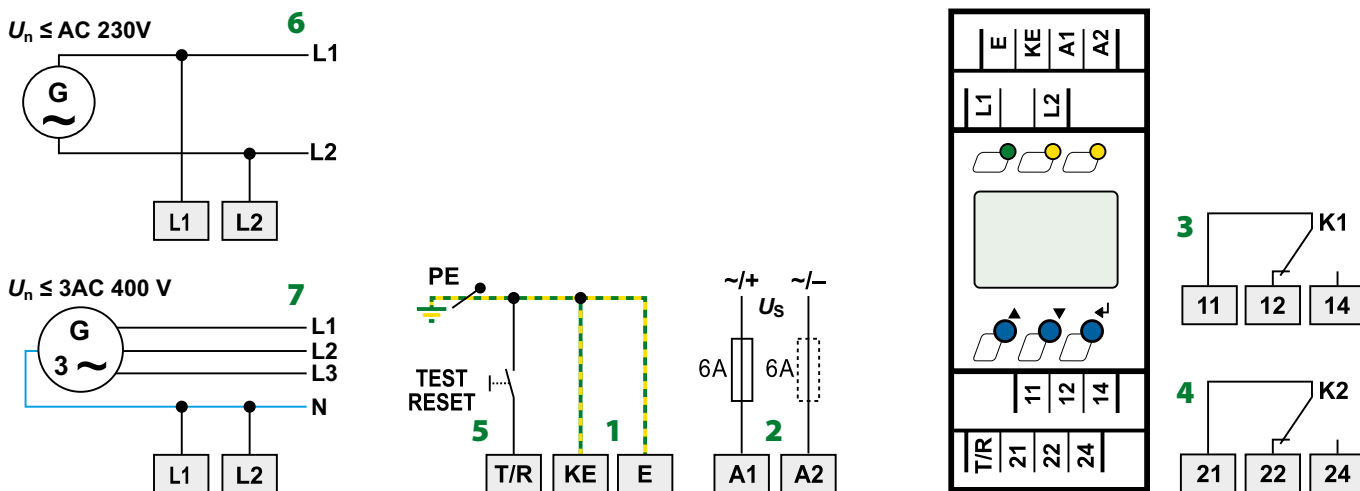 Un ≤ AC 230V
6
L1
G
~
L2
L1 L2
Un ≤ 3AC 400 V
7
G
3 ~
L1
L2
L3
N
L1 L2
PE
TEST
RESET
5
1
T/R KE E
~/+ ~/–
US
6A 6A
2
A1 A2
E KE A1 A2
L1 L2
▲ ▼ ↵
11 12 14
T/R 21 22 24
3
K1
11 12 14
4
K2
21 22 24